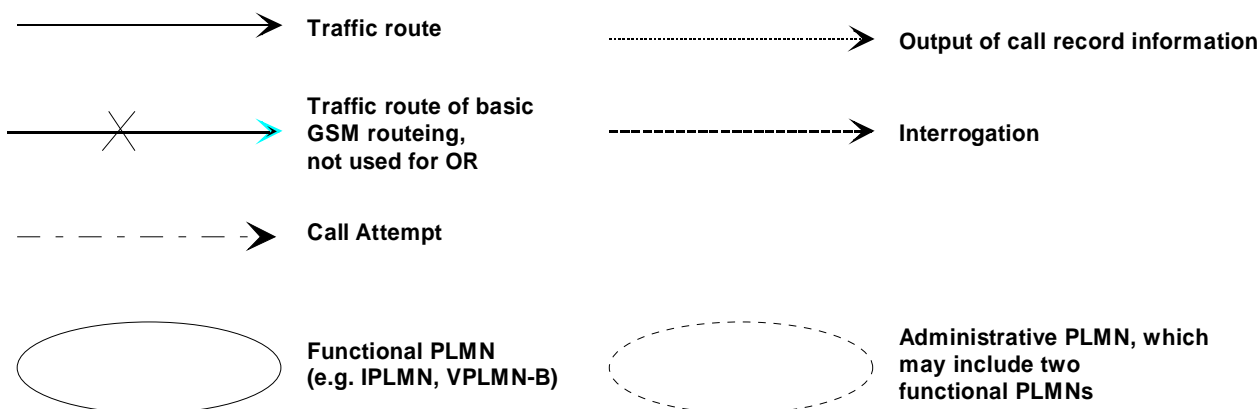 Traffic route
Output of call record information
Traffic route of basic
GSM routeing,
not used for OR
Interrogation
Call Attempt
Functional PLMN
(e.g. IPLMN, VPLMN-B)
Administrative PLMN, which
may include two
functional PLMNs